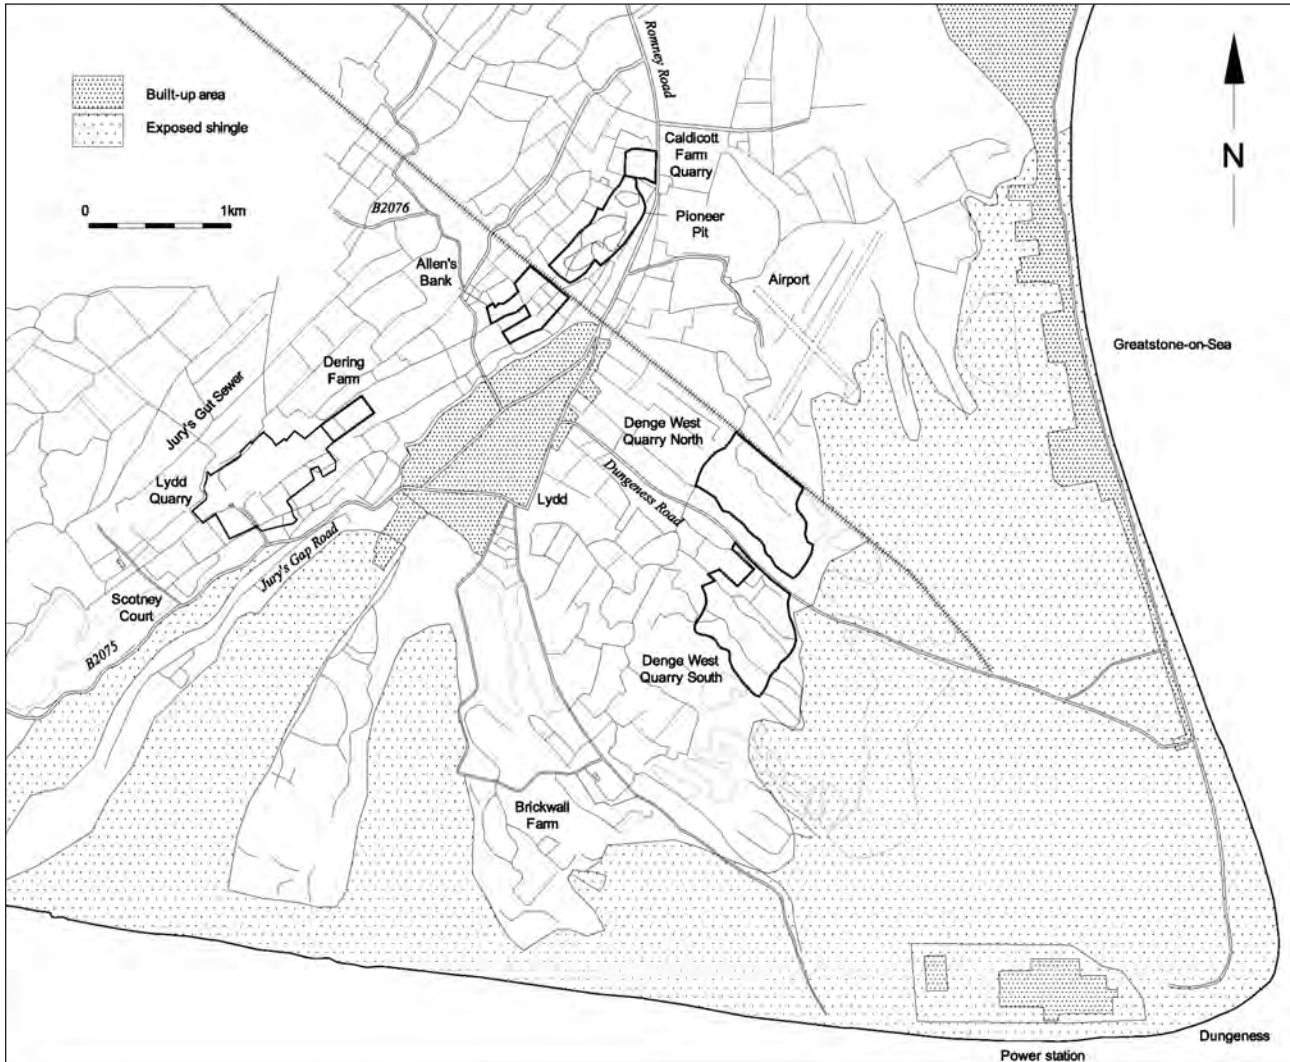 Built-up area
Exposed shingle
0 1km
N
Romney Road
Caldicott
Farm
Quarry
B2076
Pioneer
Pit
Allen's
Bank
Airport
Greatstone-on-Sea
Dering
Farm
Jury's Gut Sewer
Denge West
Quarry North
Lydd
Quarry
Lydd
Dungeness Road
Jury's Gap Road
Scotney
Court
B2075
Denge West
Quarry South
Brickwall
Farm
Dungeness
Power station